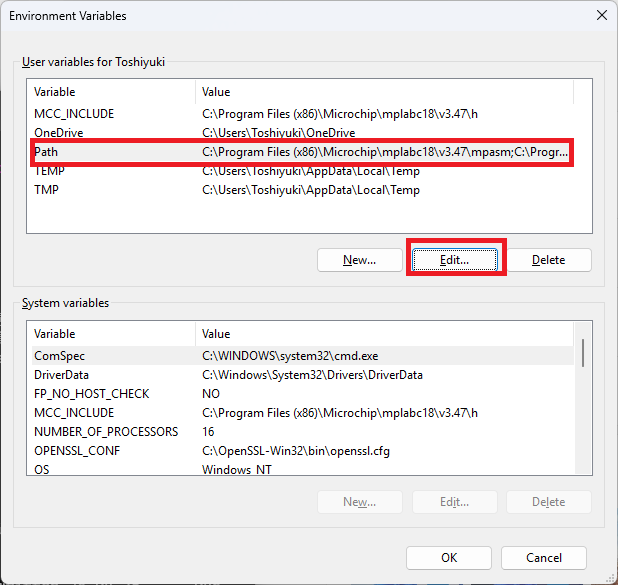 Environment Variables
User variables for Toshiyuki
Variable Value
MCC_INCLUDE C:\Program Files (x86)\Microchip\mplabc18\v3.47\h
OneDrive C:\Users\Toshiyuki\OneDrive
Path C:\Program Files (x86)\Microchip\mplabc18\v3.47\mpasm;C:\Progr...
TEMP C:\Users\Toshiyuki\AppData\Local\Temp
TMP C:\Users\Toshiyuki\AppData\Local\Temp
New... Edit... Delete
System variables
Variable Value
ComSpec C:\WINDOWS\system32\cmd.exe
DriverData C:\Windows\System32\Drivers\DriverData
FP_NO_HOST_CHECK NO
MCC_INCLUDE C:\Program Files (x86)\Microchip\mplabc18\v3.47\h
NUMBER_OF_PROCESSORS 16
OPENSSL_CONF C:\OpenSSL-Win32\bin\openssl.cfg
OS Windows_NT
New... Edit... Delete
OK Cancel